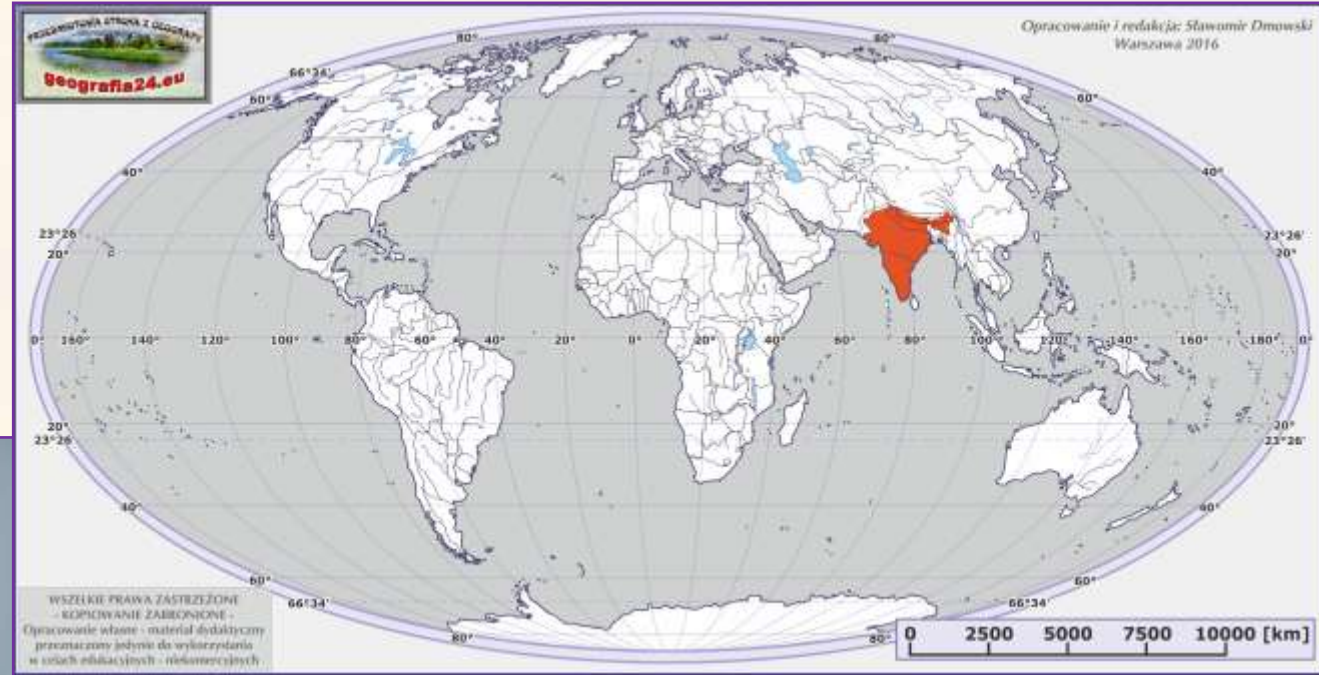 PRZEDMIOTOWA STRONA Z GEOGRAFII
geografia24.eu
Opracowanie i redakcja: Sławomir Dmowski
Warszawa 2016
80° 80°
66°34'
60° 60°
40° 40°
23°26' 23°26'
20° 20°
0° 160° 140° 120° 100° 80° 60° 40° 0° 20° 40° 60° 80° 100° 120° 140° 160° 180° 0°
20° 20°
23°26' 23°26'
40° 40°
60° 60°
66°34' 66°34'
80° 80°
WSZELKIE PRAWA ZASTRZEŻONE
- KOPIOWANIE ZABRONIONE -
Opracowanie własne - materiał dydaktyczny
przeznaczony jedynie do wykorzystania
w celach edukacyjnych - niekomercyjnych
0 2500 5000 7500 10000 [km]